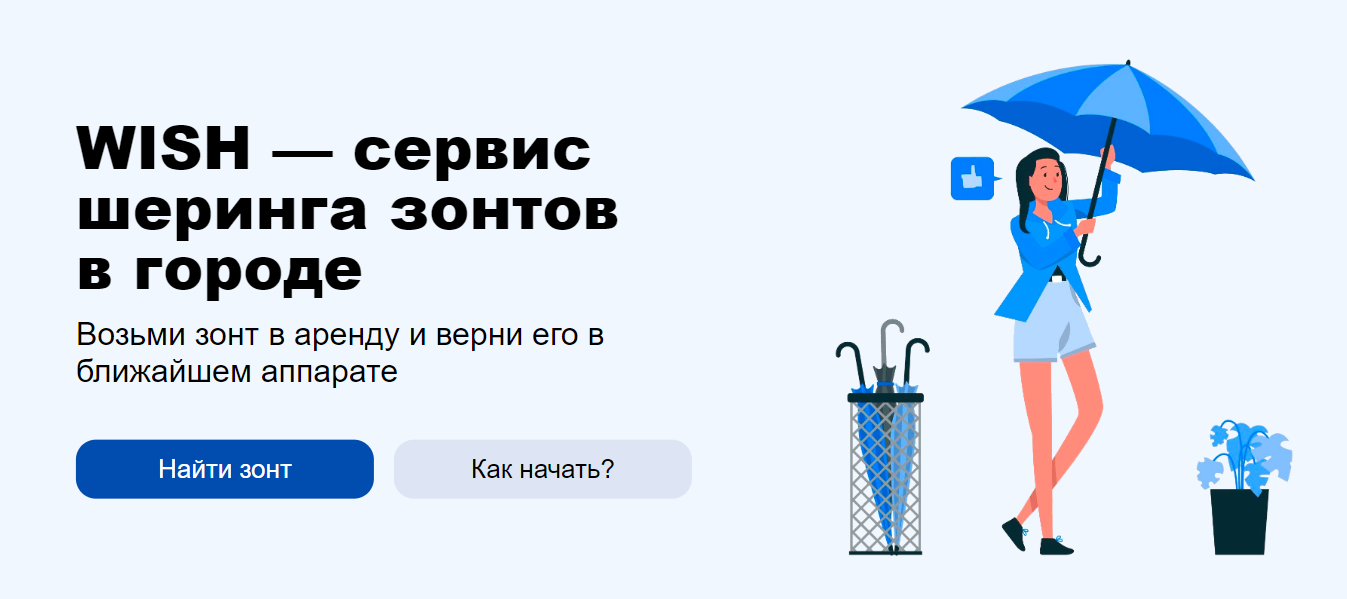 WISH — сервис
шеринга зонтов
в городе
Возьми зонт в аренду и верни его в
ближайшем аппарате
Найти зонт
Как начать?